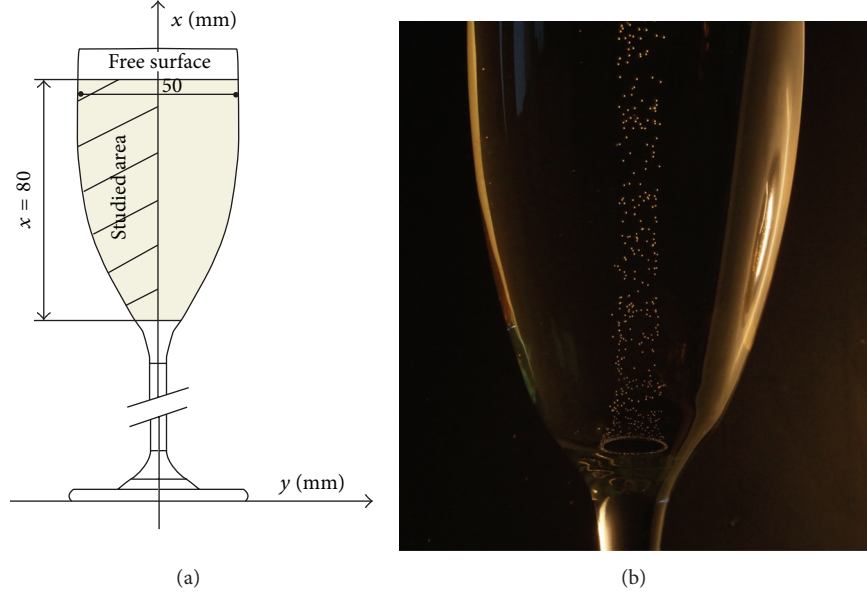 x (mm)
Free surface
50
Studied area
x = 80
y (mm)
(a)
(b)